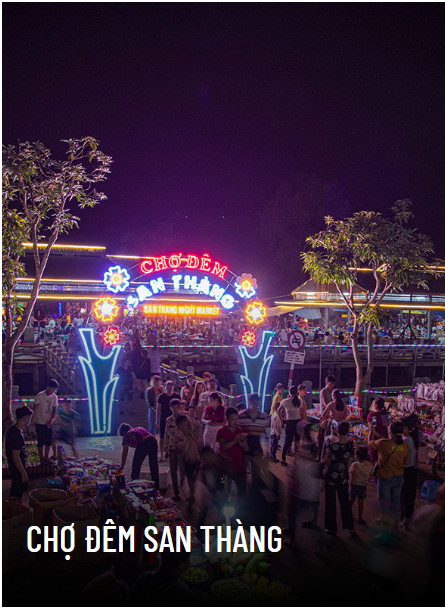 CHỢ ĐÊM
SAN THÀNG
SAN THANG NIGHT MARKET
CHỢ ĐÊM SAN THÀNG